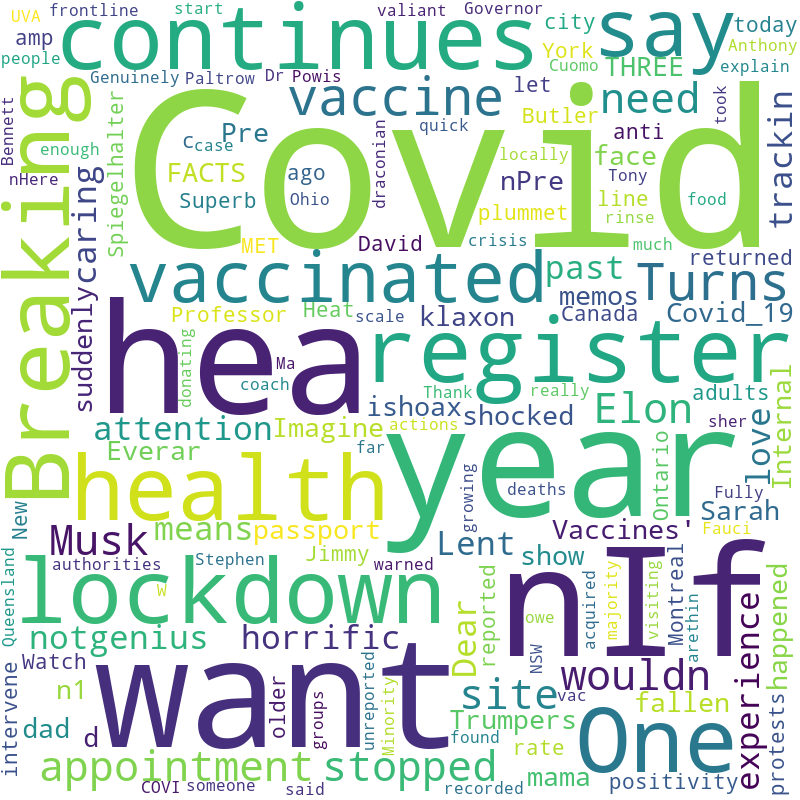 UVA frontline start valiant Governor
amp continues say city today
people York Anthony
Genuinely Paltrow Dr Powis Cuomo THREE explain
Bennett Breaking Spiegelhalter Covid vaccine let need took trackin
enough c case Pre quick Butler anti
nHere FACTS ago draconian locally face
Superb Ohio nPre Tony line food
suddenly caring MET David plummet rinse
crisis much returned
vaccinated past Turns
Professor Heat klaxon memos Canada Covid_19
donating scale
hea register
Ma
coach Thank really adults Internal
attention Imagine ishoax shocked Elon love sher
actions
Everar far year Ontario
health growing deaths Fully
New Musk means passport Vaccines' Sarah
Lent Fauci
Queensland authorities Stephen Jimmy warned show
lockdown w Dear reported nIf acquired majority visiting Montreal arethin
owe
notgenius horrific NSW experience happened
intervene Watch want unreported wouldn
n1 older groups Minority site vac One fallen protests
dad d Trumpers
found rate
appointment stopped mama positivity
COVI someone said recorded